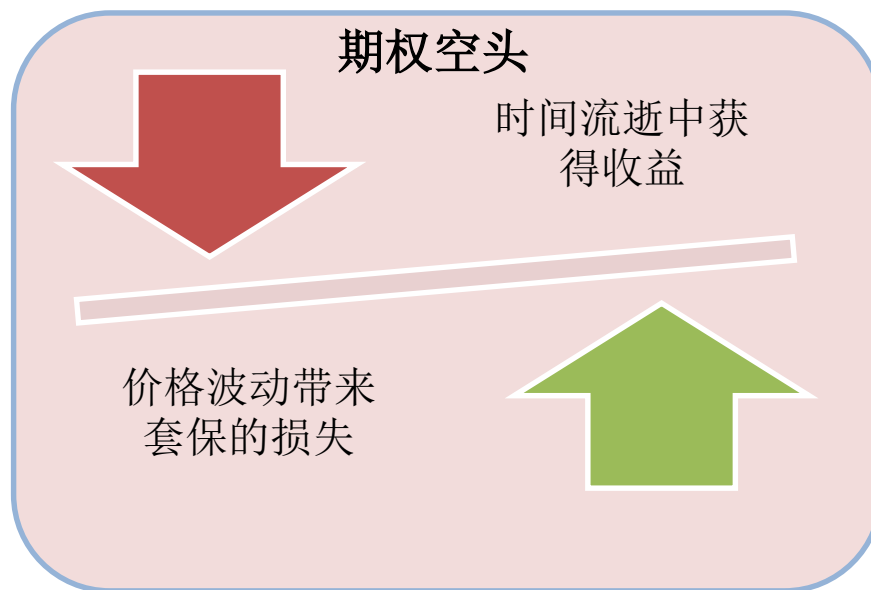 期权空头
时间流逝中获
得收益
价格波动带来
套保的损失